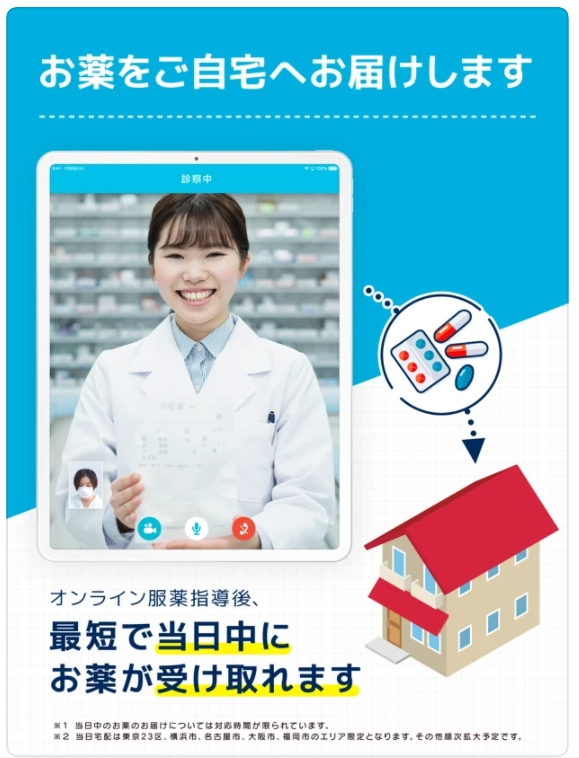 お薬をご自宅へお届けします
診察中
オンライン服薬指導後、
最短で当日中に
お薬が受け取れます
※1 当日中のお薬のお届けについては対応時間が限られています。
※2 当日宅配は東京23区、横浜市、名古屋市、大阪市、福岡市のエリア限定となります。その他順次拡大予定です。